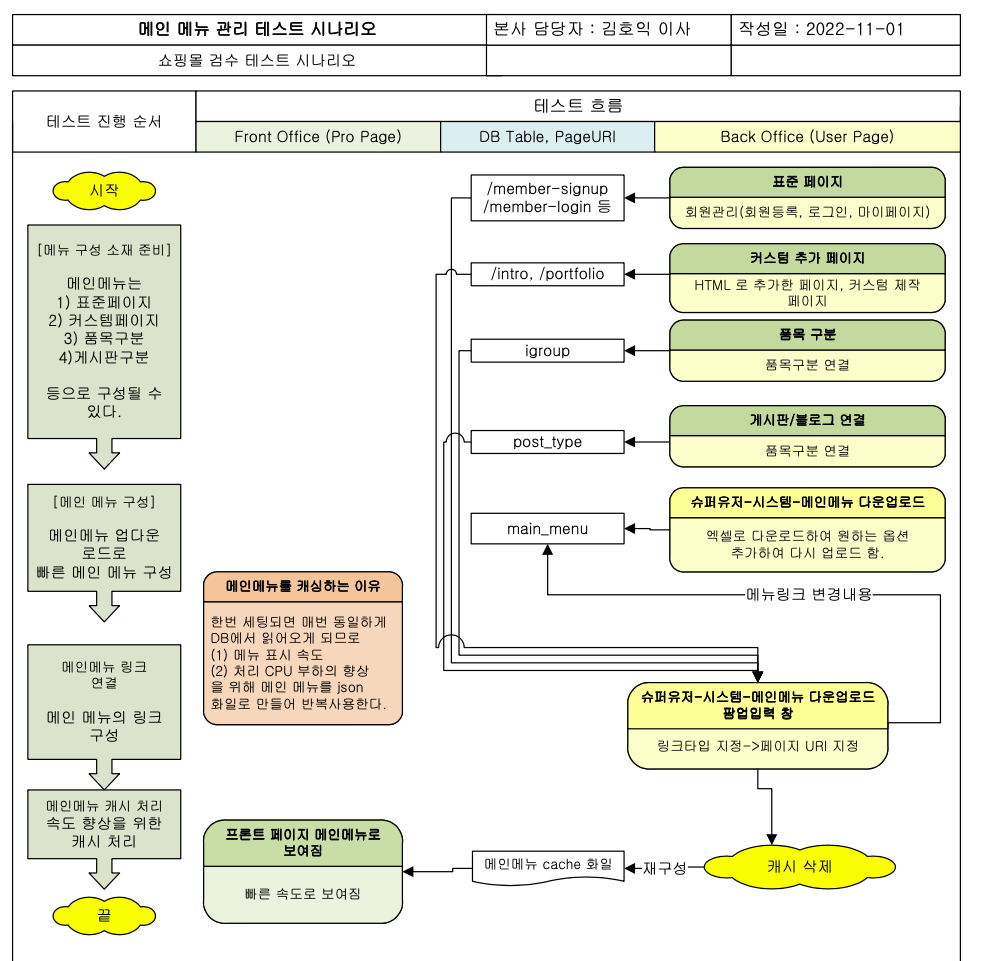 메인 메뉴 관리 테스트 시나리오
본사 담당자 : 김호익 이사
작성일 : 2022-11-01
쇼핑몰 검수 테스트 시나리오
테스트 진행 순서
테스트 흐름
Front Office (Pro Page)
DB Table, PageURI
Back Office (User Page)
시작
[메뉴 구성 소재 준비]
메인메뉴는
1) 표준페이지
2) 커스템페이지
3) 품목구분
4)게시판구분
등으로 구성될 수
있다.
[메인 메뉴 구성]
메인메뉴 업다운
로드로
빠른 메인 메뉴 구성
메인메뉴 링크
연결
메인 메뉴의 링크
구성
메인메뉴 캐시 처리
속도 향상을 위한
캐시 처리
끝
메인메뉴를 캐싱하는 이유
한번 세팅되면 매번 동일하게
DB에서 읽어오게 되므로
(1) 메뉴 표시 속도
(2) 처리 CPU 부하의 향상
을 위해 메인 메뉴를 json
화일로 만들어 반복사용한다.
프론트 페이지 메인메뉴로
보여짐
빠른 속도로 보여짐
/member-signup
/member-login 등
/intro, /portfolio
igroup
post_type
main_menu
메인메뉴 cache 화일
표준 페이지
회원관리(회원등록, 로그인, 마이페이지)
커스텀 추가 페이지
HTML 로 추가한 페이지, 커스텀 제작
페이지
품목 구분
품목구분 연결
게시판/블로그 연결
품목구분 연결
슈퍼유저-시스템-메인메뉴 다운업로드
엑셀로 다운로드하여 원하는 옵션
추가하여 다시 업로드 함.
메뉴링크 변경내용
슈퍼유저-시스템-메인메뉴 다운업로드
팝업입력 창
링크타입 지정->페이지 URI 지정
재구성
캐시 삭제